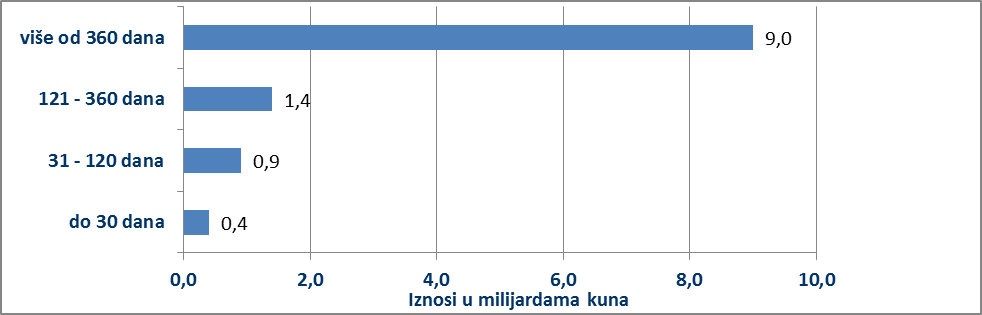 više od 360 dana 9,0
121 - 360 dana 1,4
31 - 120 dana 0,9
do 30 dana 0,4
0,0 2,0 4,0 6,0 8,0 10,0
Iznosi u milijardama kuna